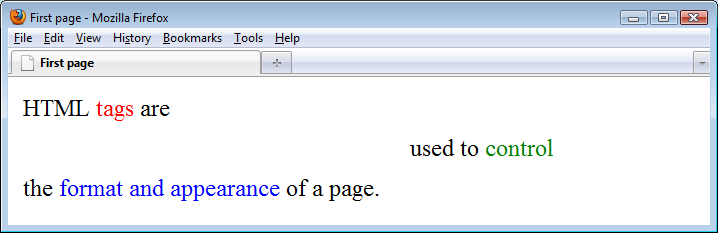 First page - Mozilla Firefox
File Edit View History Bookmarks Tools Help
First page
HTML tags are
used to control
the format and appearance of a page.